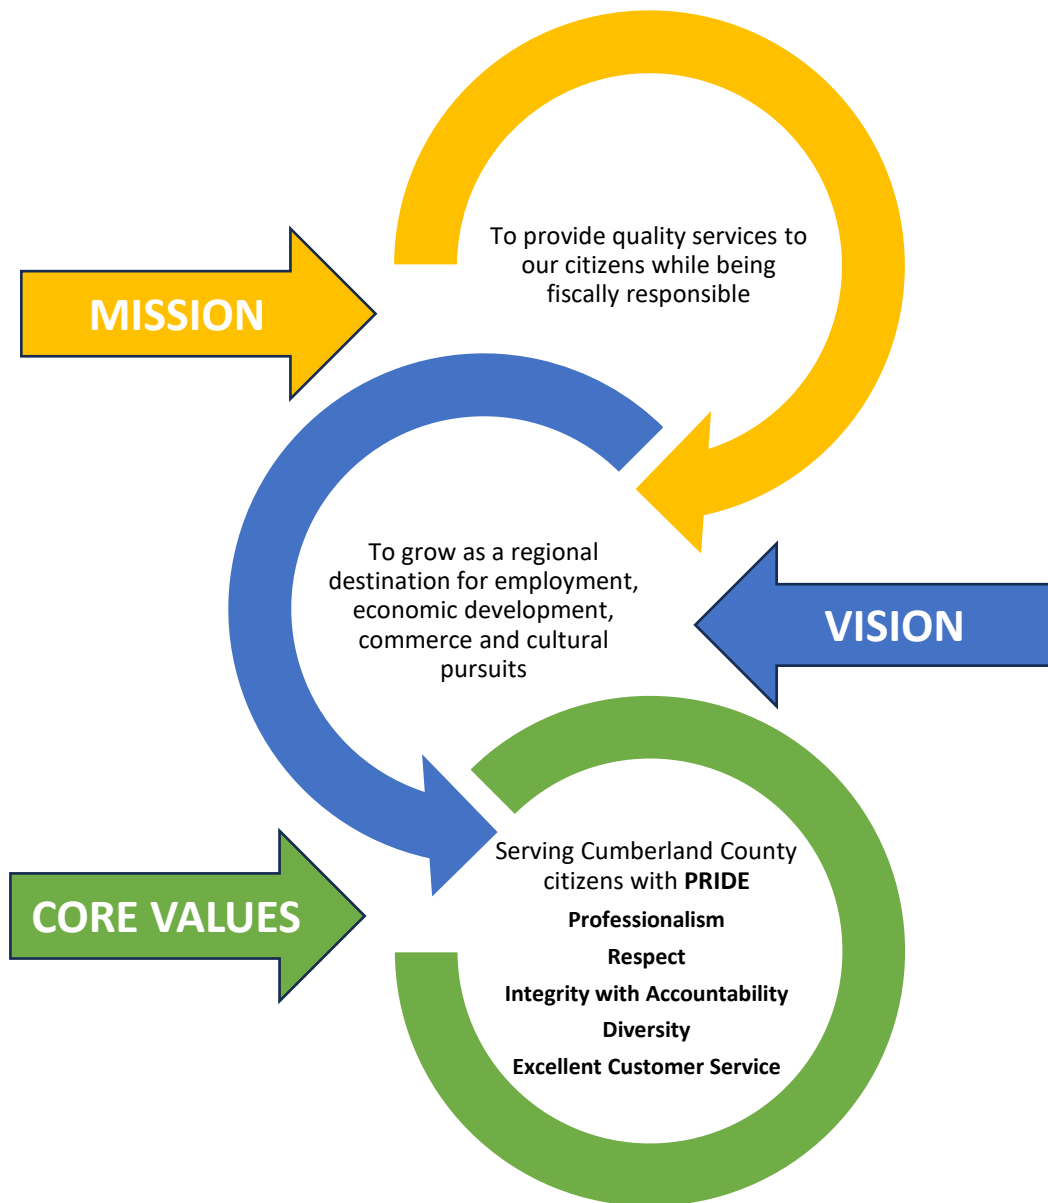 MISSION
To provide quality services to
our citizens while being
fiscally responsible
VISION
To grow as a regional
destination for employment,
economic development,
commerce and cultural
pursuits
CORE VALUES
Serving Cumberland County
citizens with PRIDE
Professionalism
Respect
Integrity with Accountability
Diversity
Excellent Customer Service